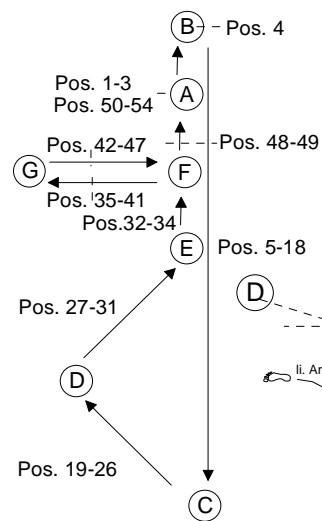 B
Pos. 4
Pos. 1-3
A
Pos. 50-54
Pos. 42-47
Pos. 48-49
G
F
Pos. 35-41
Pos.32-34
E
Pos. 5-18
D
Pos. 27-31
li. Ar
D
Pos. 19-26
C